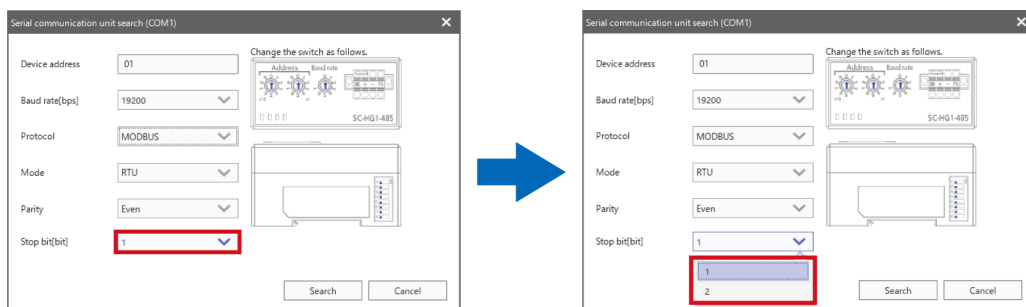 Serial communication unit search (COM1)
Change the switch as follows.
Device address 01
Address Baud rate
Baud rate[bps] 19200
SC-HG1-485
Protocol MODBUS
Mode RTU
Parity Even
Stop bit[bit] 1
Search Cancel
Serial communication unit search (COM1)
Change the switch as follows.
Device address 01
Address Baud rate
Baud rate[bps] 19200
SC-HG1-485
Protocol MODBUS
Mode RTU
Parity Even
Stop bit[bit] 1
1
2
Search Cancel